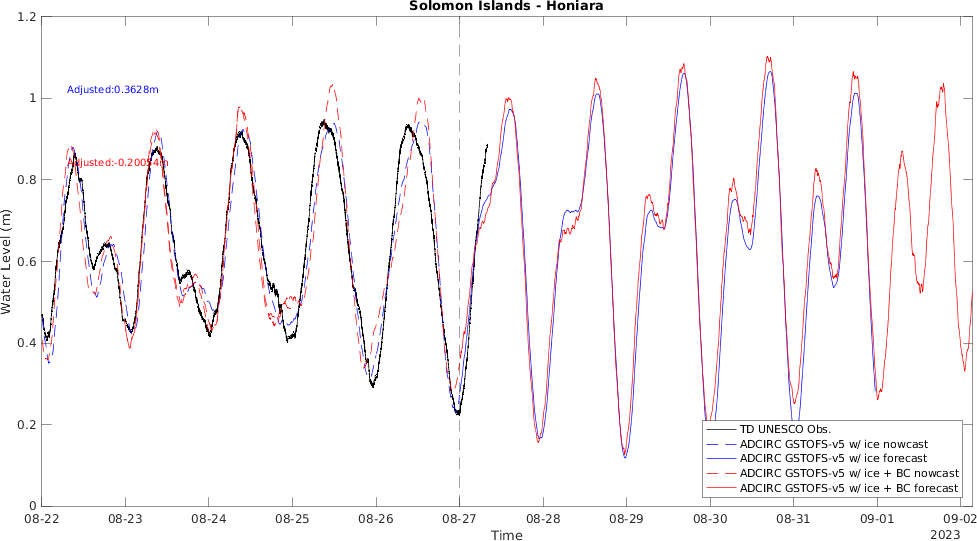 Solomon Islands - Honiara
1.2
1
0.8
0.6
0.4
0.2
0
Water Level (m)
Adjusted:0.3628m
TD UNESCO Obs.
ADCIRC GSTOFS-v5 w/ ice nowcast
ADCIRC GSTOFS-v5 w/ ice forecast
ADCIRC GSTOFS-v5 w/ ice + BC nowcast
ADCIRC GSTOFS-v5 w/ ice + BC forecast
08-22 08-23 08-24 08-25 08-26 08-27 08-28 08-29 08-30 08-31 09-01 09-02
Time
2023